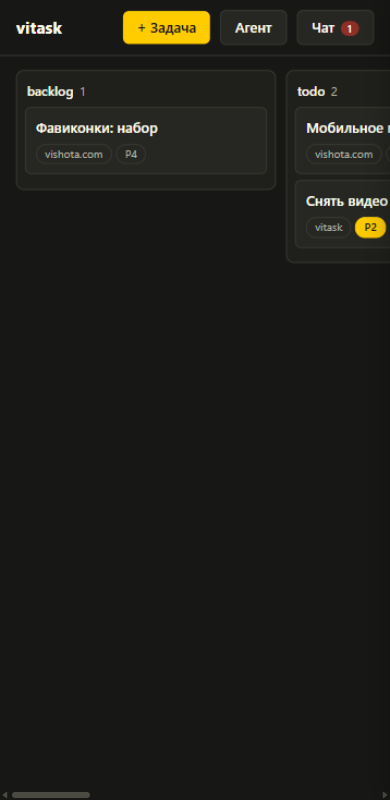 vitask
+ Задача
Агент
Чат 1
backlog 1
Фавиконки: набор
vishota.com P4
todo 2
Мобильное
vishota.com
Снять видео
vitask P2